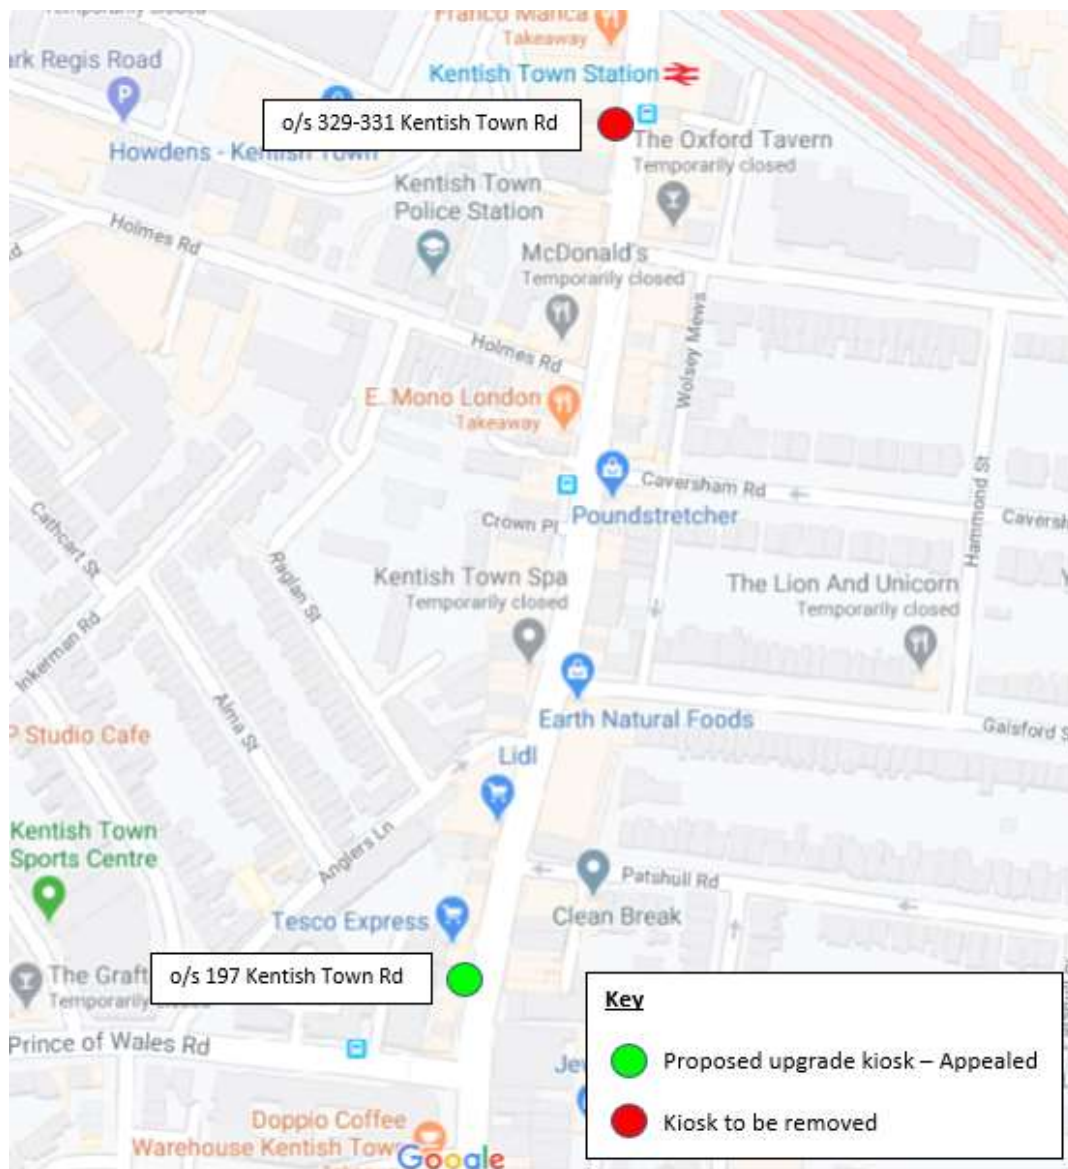 Franco Manca
Takeaway
ark Regis Road
Kentish Town Station
o/s 329-331 Kentish Town Rd
Howdens - Kentish Town
The Oxford Tavern
Temporarily closed
Kentish Town
Police Station
Holmes Rd
McDonald's
Temporarily closed
Wolsey Mews
Holmes Rd
E. Mono London
Takeaway
Caversham Rd
Poundstretcher
Crown Pl
Cathcart St
Hammond St
Caversh
Raglan St
Kentish Town Spa
Temporarily closed
The Lion And Unicorn
Temporarily closed
Y
Inkerman Rd
Alma St
Earth Natural Foods
Gaisford S
P Studio Cafe
Lidl
Kentish Town
Sports Centre
Anglers Ln
Patshull Rd
Clean Break
Tesco Express
o/s 197 Kentish Town Rd
The Graft
Temporarily closed
Prince of Wales Rd
Je
Doppio Coffee
Warehouse Kentish Town
Google
Key
Proposed upgrade kiosk – Appealed
Kiosk to be removed